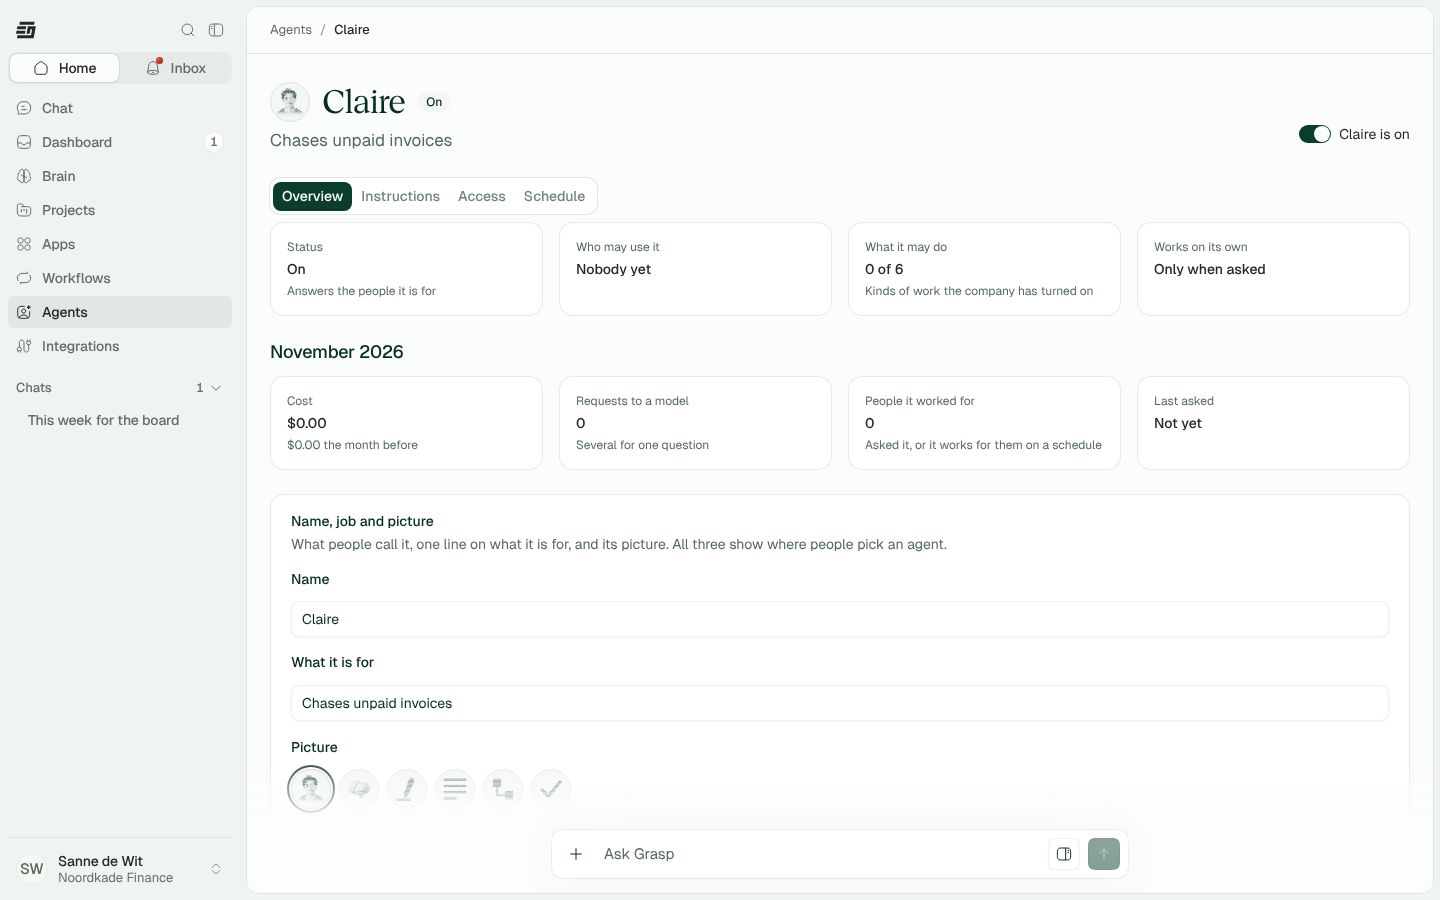 Agents / Claire
Home
Inbox
Chat
Dashboard 1
Brain
Projects
Apps
Workflows
Agents
Integrations
Chats 1
This week for the board
SW
Sanne de Wit
Noordkade Finance
Claire On
Chases unpaid invoices
Claire is on
Overview Instructions Access Schedule
Status
On
Answers the people it is for
Who may use it
Nobody yet
What it may do
0 of 6
Kinds of work the company has turned on
Works on its own
Only when asked
November 2026
Cost
$0.00
$0.00 the month before
Requests to a model
0
Several for one question
People it worked for
0
Asked it, or it works for them on a schedule
Last asked
Not yet
Name, job and picture
What people call it, one line on what it is for, and its picture. All three show where people pick an agent.
Name
Claire
What it is for
Chases unpaid invoices
Picture
Ask Grasp